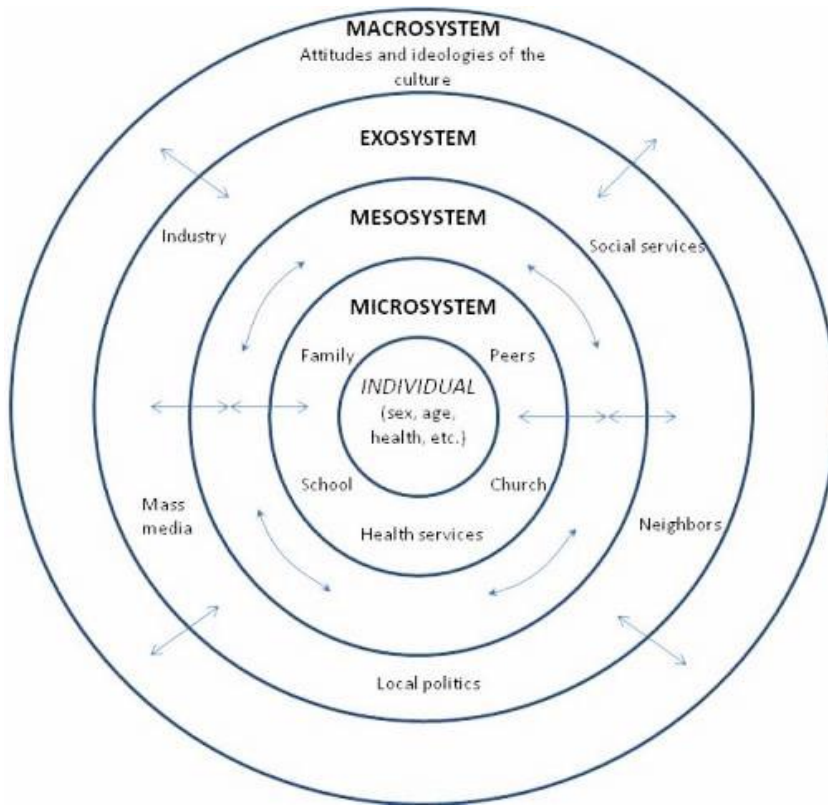 MACROSYSTEM
Attitudes and ideologies of the
culture
EXOSYSTEM
MESOSYSTEM
Industry
Social services
MICROSYSTEM
Family
Peers
INDIVIDUAL
(sex, age,
health, etc.)
School
Church
Mass
media
Health services
Neighbors
Local politics